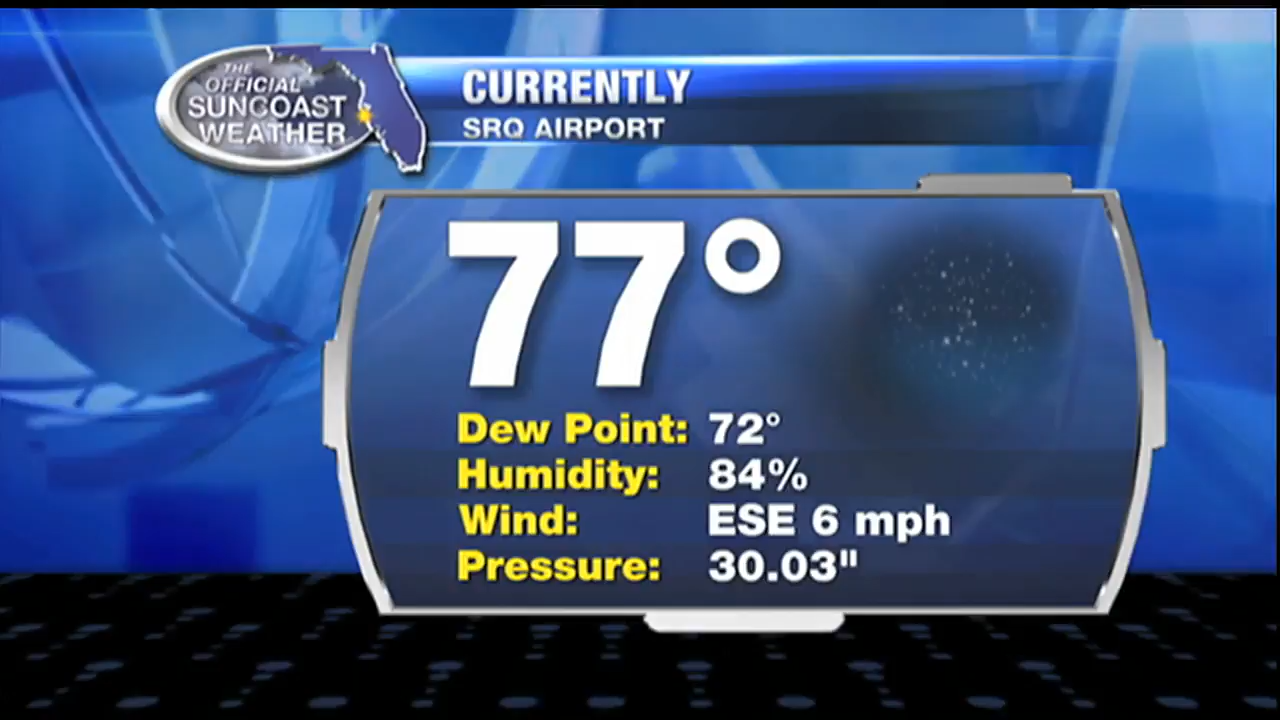 THE
OFFICIAL
SUNCOAST
WEATHER
CURRENTLY
SRQ AIRPORT
77°
Dew Point: 72°
Humidity: 84%
Wind: ESE 6 mph
Pressure: 30.03"